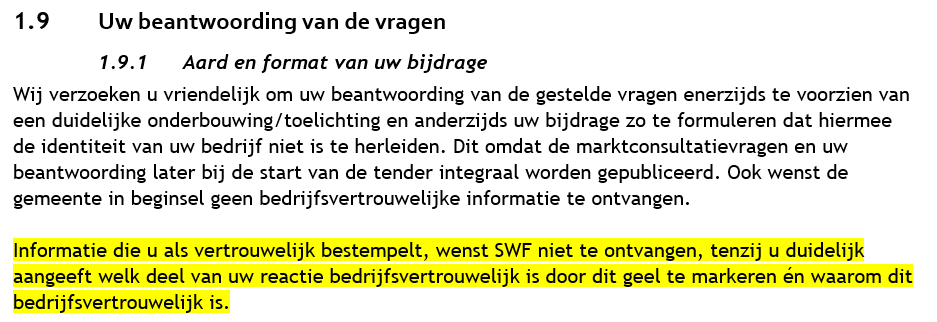 1.9 Uw beantwoording van de vragen
1.9.1 Aard en format van uw bijdrage
Wij verzoeken u vriendelijk om uw beantwoording van de gestelde vragen enerzijds te voorzien van
een duidelijke onderbouwing/toelichting en anderzijds uw bijdrage zo te formuleren dat hiermee
de identiteit van uw bedrijf niet is te herleiden. Dit omdat de marktconsultatievragen en uw
beantwoording later bij de start van de tender integraal worden gepubliceerd. Ook wenst de
gemeente in beginsel geen bedrijfsvertrouwelijke informatie te ontvangen.
Informatie die u als vertrouwelijk bestempelt, wenst SWF niet te ontvangen, tenzij u duidelijk
aangeeft welk deel van uw reactie bedrijfsvertrouwelijk is door dit geel te markeren én waarom dit
bedrijfsvertrouwelijk is.